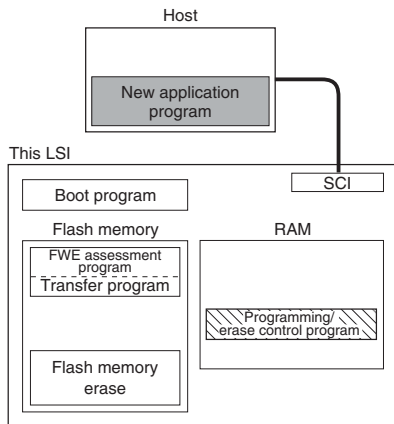 Host
New application
program
This LSI
SCI
Boot program
Flash memory
RAM
FWE assessment
program
Transfer program
Programming/
erase control program
Flash memory
erase